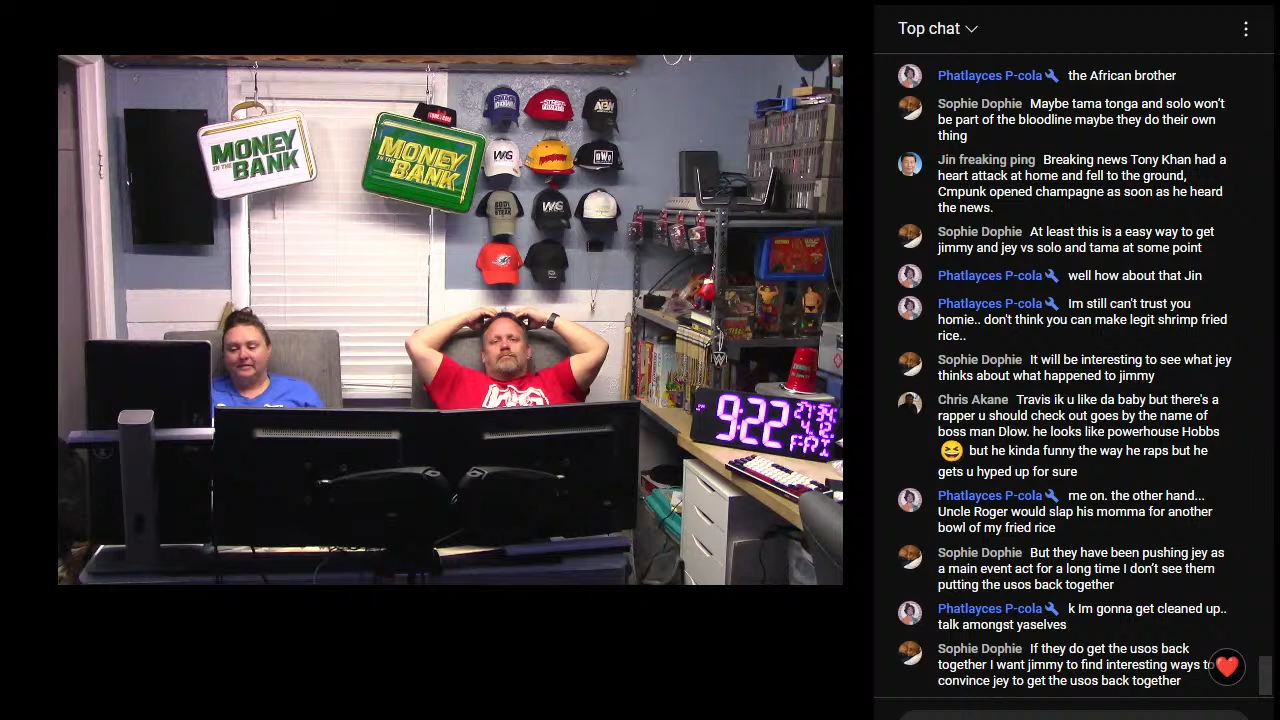 MONEY
IN THE
BANK
MONEY
IN THE
BANK
WG
nWo
WG
9:22
27 34
4 12
FRI
Top chat
Phatlayces P-cola the African brother
Sophie Dophie Maybe tama tonga and solo won't
be part of the bloodline maybe they do their own
thing
Jin freaking ping Breaking news Tony Khan had a
heart attack at home and fell to the ground,
Cmpunk opened champagne as soon as he heard
the news.
Sophie Dophie At least this is a easy way to get
jimmy and jey vs solo and tama at some point
Phatlayces P-cola well how about that Jin
Phatlayces P-cola Im still can't trust you
homie.. don't think you can make legit shrimp fried
rice..
Sophie Dophie It will be interesting to see what jey
thinks about what happened to jimmy
Chris Akane Travis ik u like da baby but there's a
rapper u should check out goes by the name of
boss man Dlow. he looks like powerhouse Hobbs
😆 but he kinda funny the way he raps but he
gets u hyped up for sure
Phatlayces P-cola me on. the other hand...
Uncle Roger would slap his momma for another
bowl of my fried rice
Sophie Dophie But they have been pushing jey as
a main event act for a long time I don't see them
putting the usos back together
Phatlayces P-cola k Im gonna get cleaned up..
talk amongst yaselves
Sophie Dophie If they do get the usos back
together I want jimmy to find interesting ways to
convince jey to get the usos back together